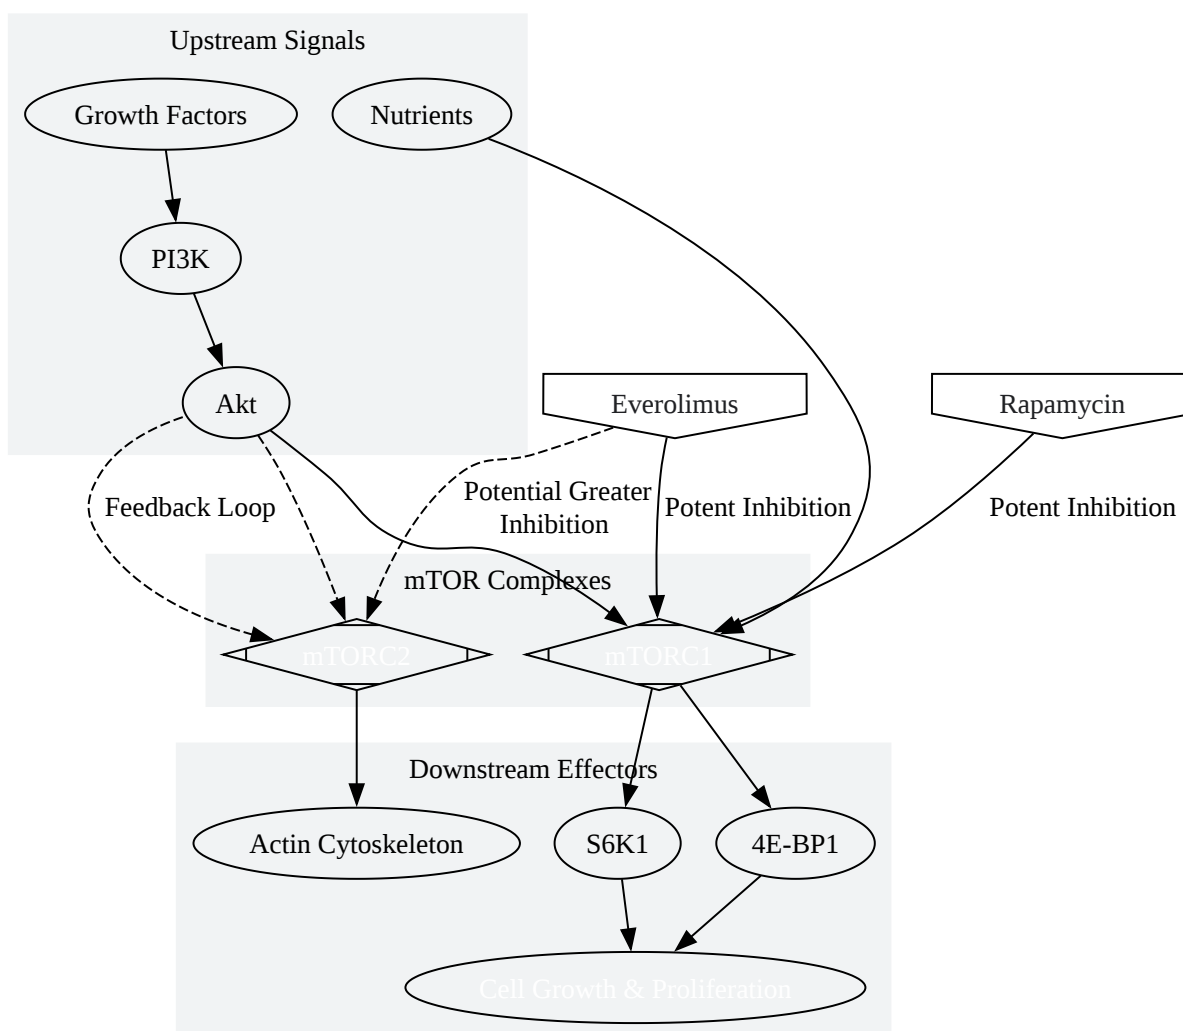 Upstream Signals
Growth Factors
Nutrients
PI3K
Akt
Everolimus
Rapamycin
Feedback Loop
Potential Greater
Inhibition
Potent Inhibition
Potent Inhibition
mTOR Complexes
mTORC2
mTORC1
Downstream Effectors
Actin Cytoskeleton
S6K1
4E-BP1
Cell Growth & Proliferation